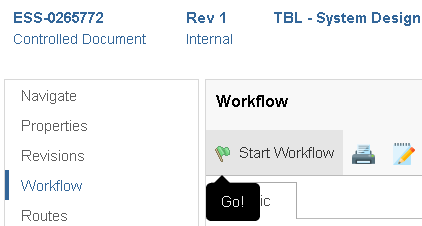 ESS-0265772 Rev 1 TBL - System Design
Controlled Document Internal
Navigate
Properties
Revisions
Workflow
Routes
Workflow
Start Workflow
Go!